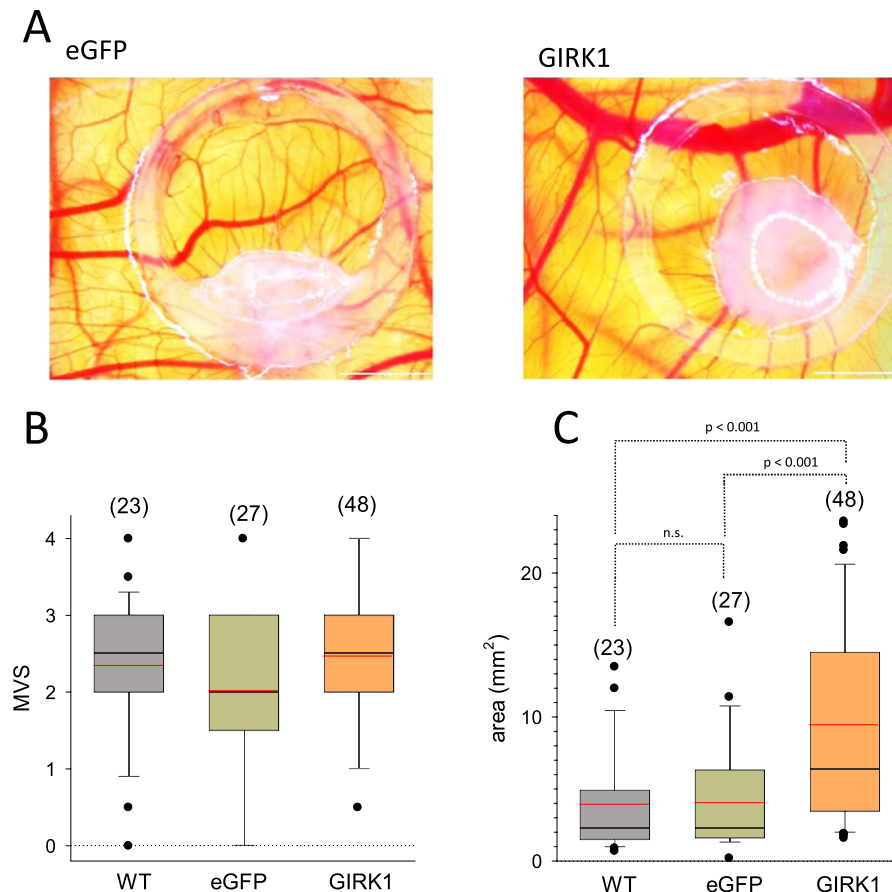 A
eGFP
GIRK1
B
(23)
(27)
(48)
4
3
2
1
0
MVS
WT
eGFP
GIRK1
C
p < 0.001
p < 0.001
n.s.
(48)
(27)
(23)
20
10
0
area (mm²)
WT
eGFP
GIRK1